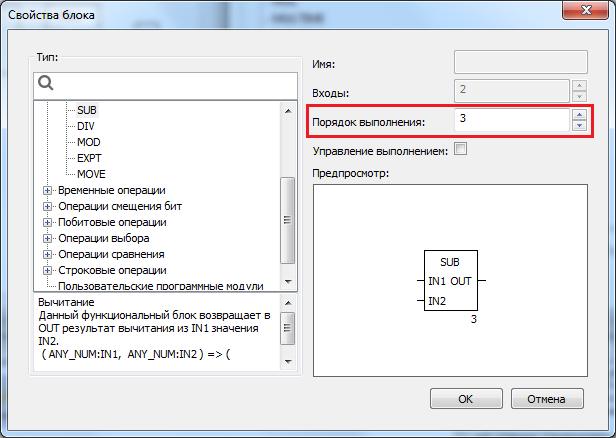 Свойства блока
Тип:
SUB
DIV
MOD
EXPT
MOVE
Временные операции
Операции смещения бит
Побитовые операции
Операции выбора
Операции сравнения
Строковые операции
Пользовательские программные модули
Вычитание
Данный функциональный блок возвращает в
OUT результат вычитания из IN1 значения
IN2.
( ANY_NUM:IN1, ANY_NUM:IN2 ) => (
Имя:
Входы:
2
Порядок выполнения:
3
Управление выполнением:
Предпросмотр:
SUB
IN1 OUT
IN2
3
OK
Отмена